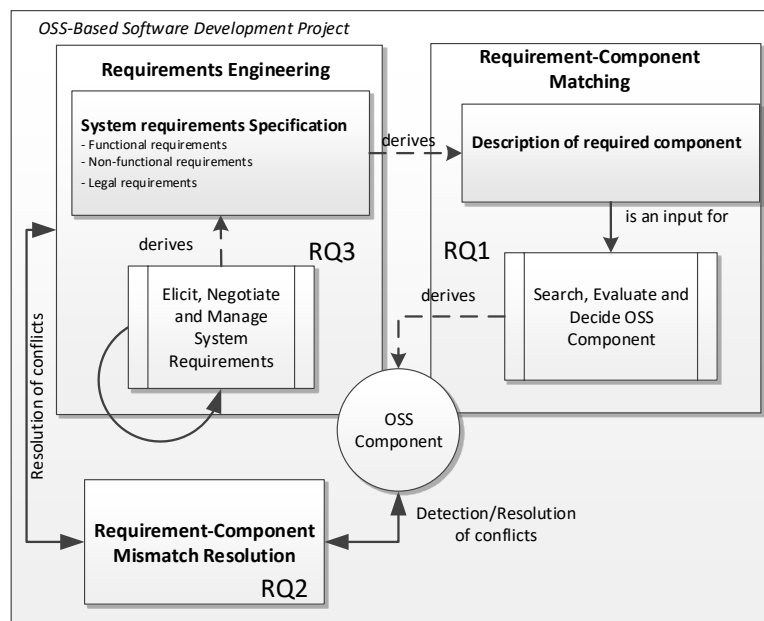 OSS-Based Software Development Project
Requirements Engineering
System requirements Specification
- Functional requirements
- Non-functional requirements
- Legal requirements
derives
RQ3
Elicit, Negotiate
and Manage
System
Requirements
derives
Requirement-Component
Matching
Description of required component
is an input for
RQ1
Search, Evaluate and
Decide OSS
Component
derives
OSS
Component
Resolution of conflicts
Requirement-Component
Mismatch Resolution
RQ2
Detection/Resolution
of conflicts